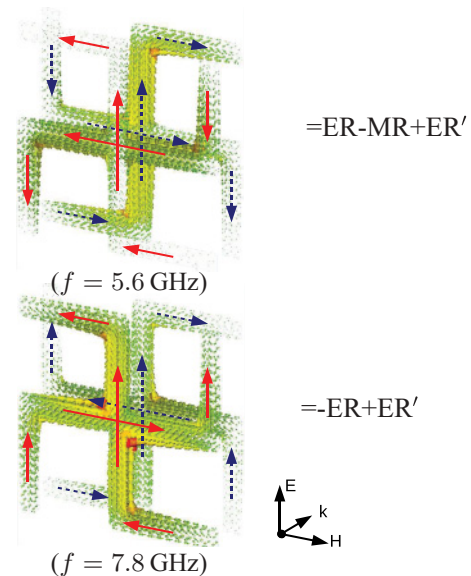 =ER-MR+ER′
(f = 5.6 GHz)
=-ER+ER′
E
k
H
(f = 7.8 GHz)